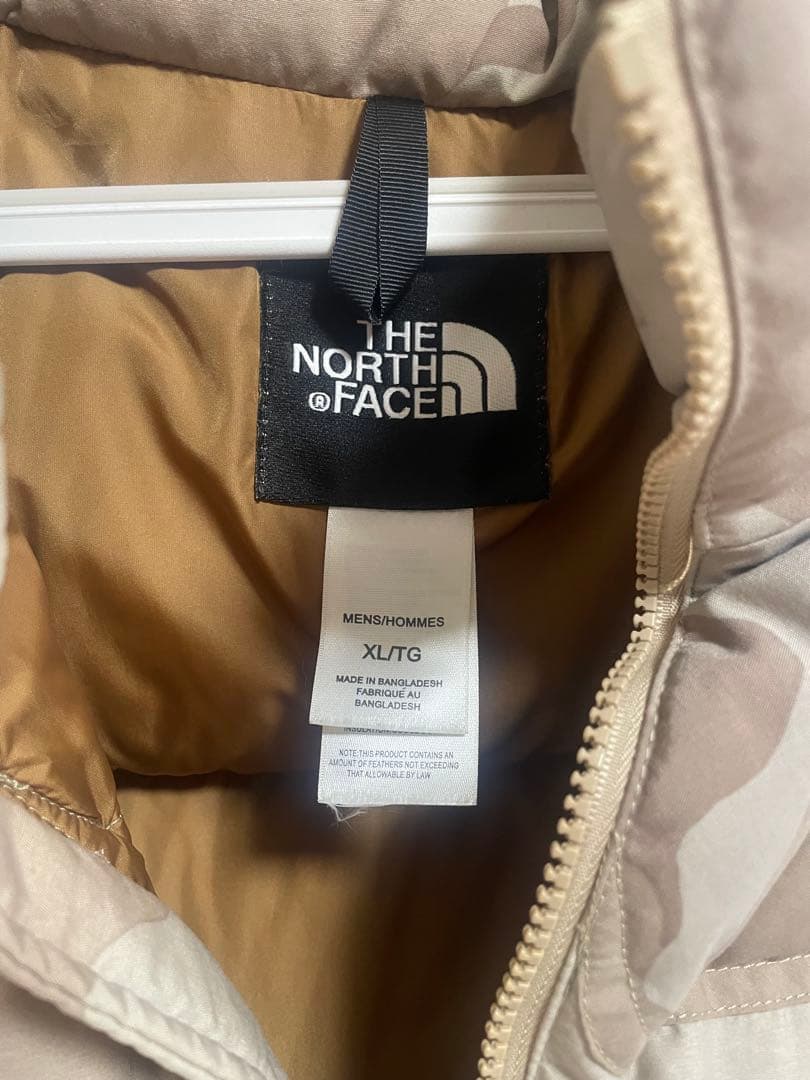 THE
NORTH
® FACE
MENS/HOMMES
XL/TG
MADE IN BANGLADESH
FABRIQUE AU
BANGLADESH
NOTE:THIS PRODUCT CONTAINS AN
AMOUNT OF FEATHERS NOT EXCEEDING
THAT ALLOWABLE BY LAW